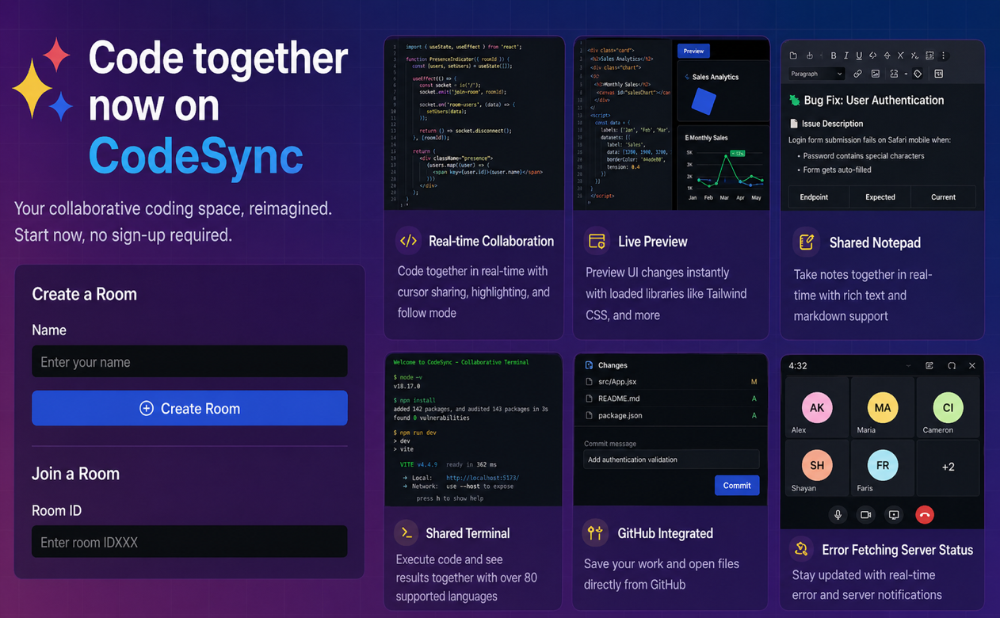 Code together
now on
CodeSync
Your collaborative coding space, reimagined.
Start now, no sign-up required.
Create a Room
Name
Enter your name
Create Room
Join a Room
Room ID
Enter room IDXXX
import { useState, useEffect } from 'react';
function PresenceIndicator({ roomId }) {
const [users, setUsers] = useState([]);
useEffect(() => {
const socket = io('/');
socket.emit('join-room', roomId);
socket.on('room-users', (data) => {
setUsers(data);
});
return () => socket.disconnect();
}, [roomId]);
return (
<div className="presence">
{users.map((user) => (
<span key={user.id}>{user.name}</span>
))}
</div>
);
}
Real-time Collaboration
Code together in real-time with
cursor sharing, highlighting, and
follow mode
<div class="card">
<h2>Sales Analytics</h2>
<div class="chart">
<h3>Monthly Sales</h3>
<canvas id="salesChart"></can
</div>
</div>
<script>
const data = {
labels: ['Jan', 'Feb', 'Mar',
datasets: [{
label: 'Sales',
data: [3200, 1900, 3200,
borderColor: '#4ade80',
tension: 0.4
}]
</script>
Preview
Sales Analytics
Monthly Sales
5K
3K
2K
1K
Jan Feb Mar Apr May
Live Preview
Preview UI changes instantly
with loaded libraries like Tailwind
CSS, and more
B I U
Paragraph
Bug Fix: User Authentication
Issue Description
Login form submission fails on Safari mobile when:
• Password contains special characters
• Form gets auto-filled
Endpoint Expected Current
Shared Notepad
Take notes together in real-
time with rich text and
markdown support
Welcome to CodeSync - Collaborative Terminal
$ node -v
v18.17.0
$ npm install
added 142 packages, and audited 143 packages in 3s
found 0 vulnerabilities
$ npm run dev
> dev
> vite
VITE v4.4.9 ready in 362 ms
➜ Local: http://localhost:5173/
➜ Network: use --host to expose
press h to show help
Shared Terminal
Execute code and see
results together with over 80
supported languages
Changes
src/App.jsx M
README.md A
package.json A
Commit message
Add authentication validation
Commit
GitHub Integrated
Save your work and open files
directly from GitHub
4:32
AK
Alex
MA
Maria
CI
Cameron
SH
Shayan
FR
Faris
+2
Error Fetching Server Status
Stay updated with real-time
error and server notifications